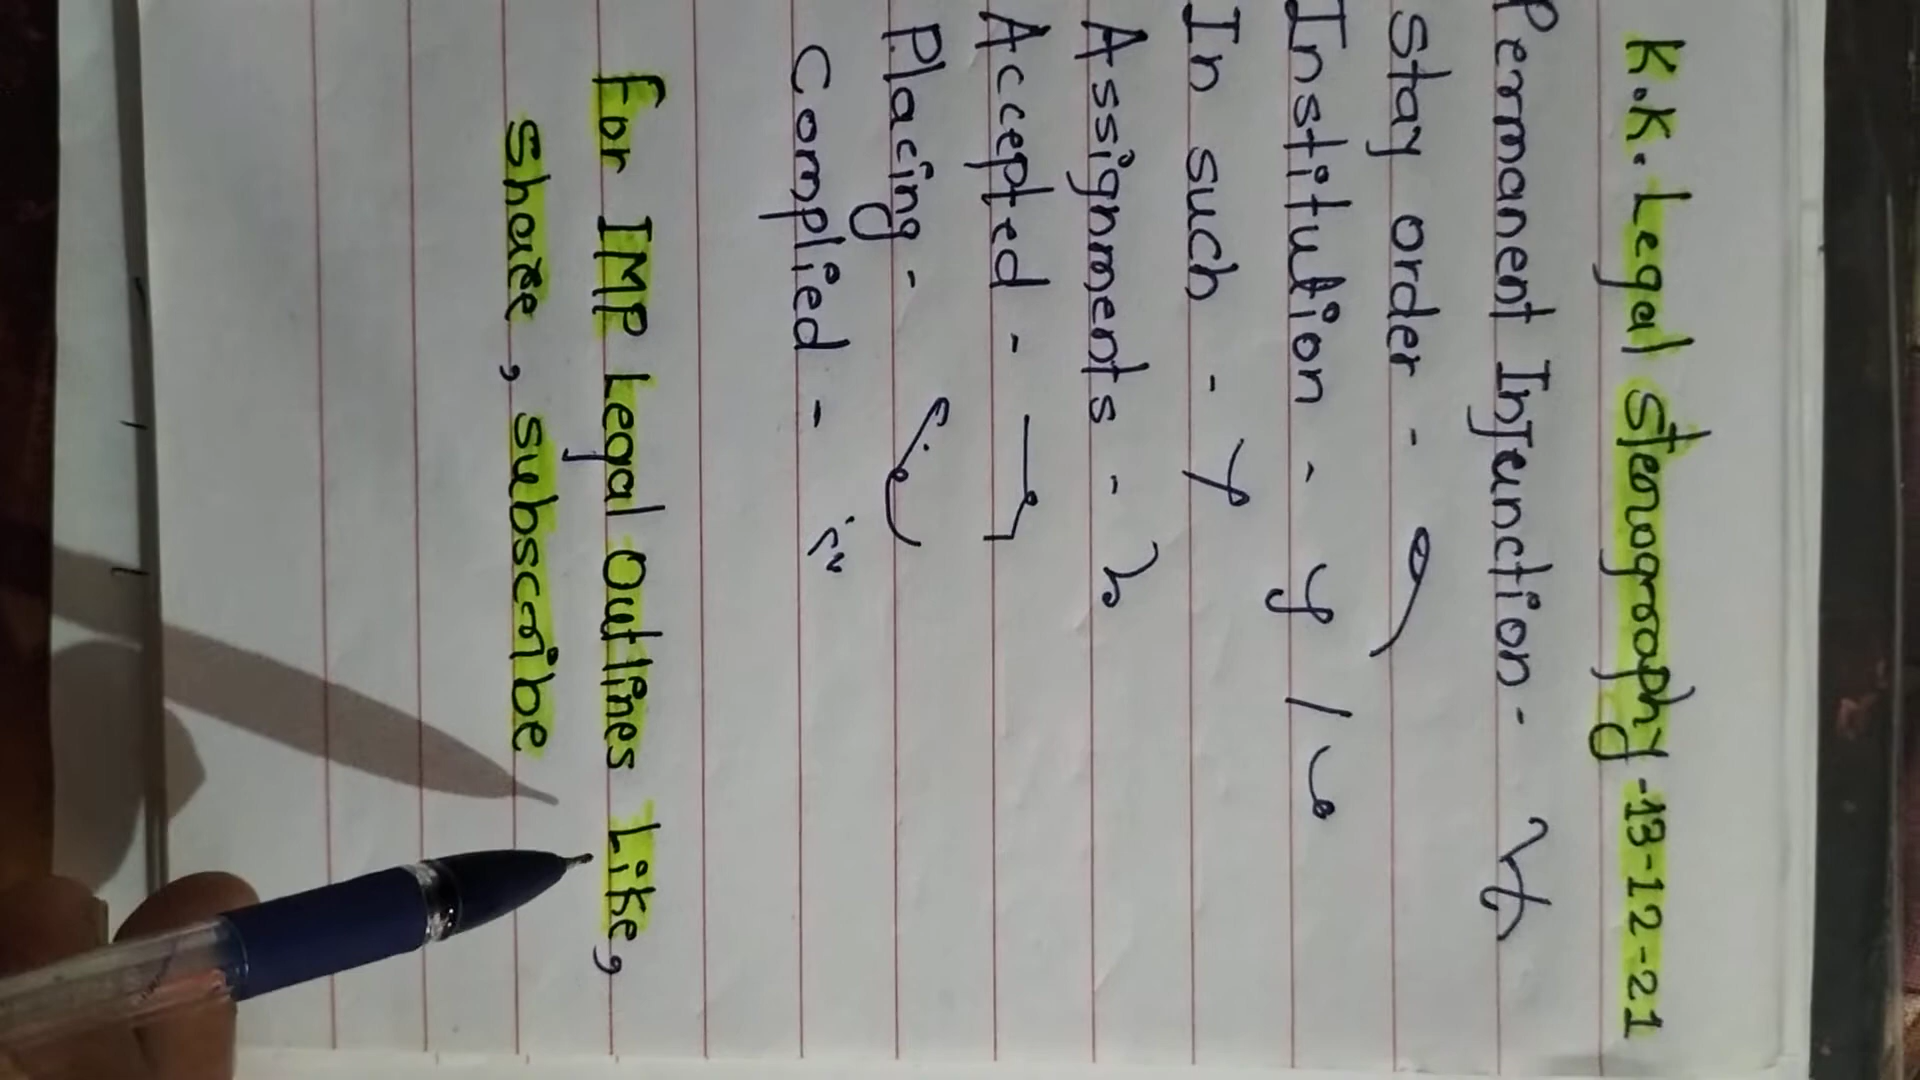 K.K. Legal Stenography -13-12-21
Permanent Injunction -
Stay order -
Institution - /
In such -
Assignments -
Accepted -
Placing -
Complied -
For IMP Legal Outlines Like,
Share, subscribe